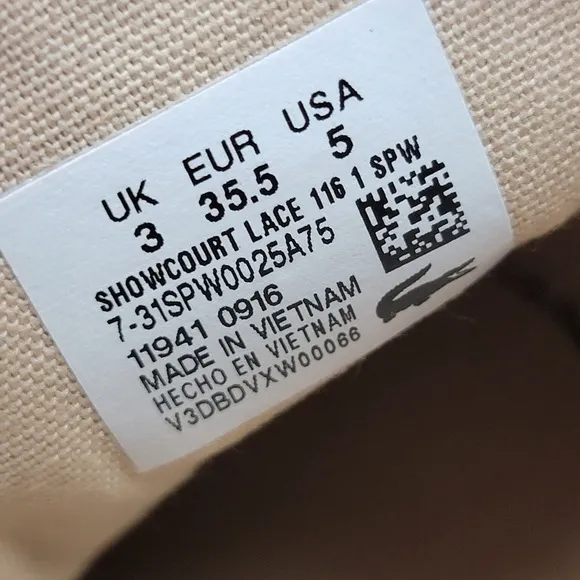 UK EUR USA
3 35.5 5
SHOWCOURT LACE 116 1 SPW
7-31SPW0025A75
11941 0916
MADE IN VIETNAM
HECHO EN VIETNAM
V3DBDVXW00066